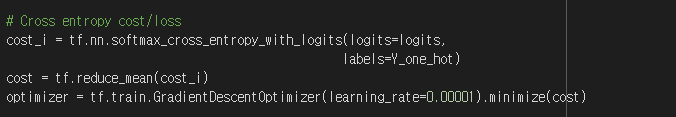 # Cross entropy cost/loss
cost_i = tf.nn.softmax_cross_entropy_with_logits(logits=logits,
labels=Y_one_hot)
cost = tf.reduce_mean(cost_i)
optimizer = tf.train.GradientDescentOptimizer(learning_rate=0.00001).minimize(cost)